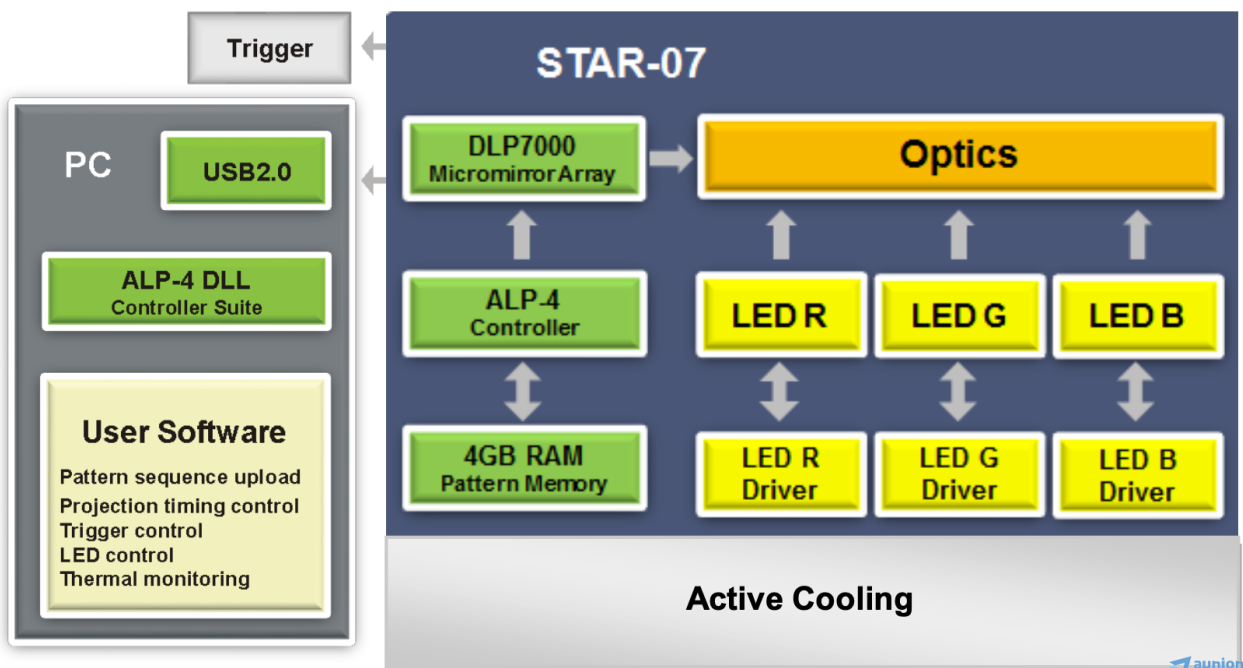 Trigger
STAR-07
PC
USB2.0
ALP-4 DLL
Controller Suite
User Software
Pattern sequence upload
Projection timing control
Trigger control
LED control
Thermal monitoring
DLP7000
Micromirror Array
Optics
ALP-4
Controller
LED R
LED G
LED B
4GB RAM
Pattern Memory
LED R
Driver
LED G
Driver
LED B
Driver
Active Cooling
aunion